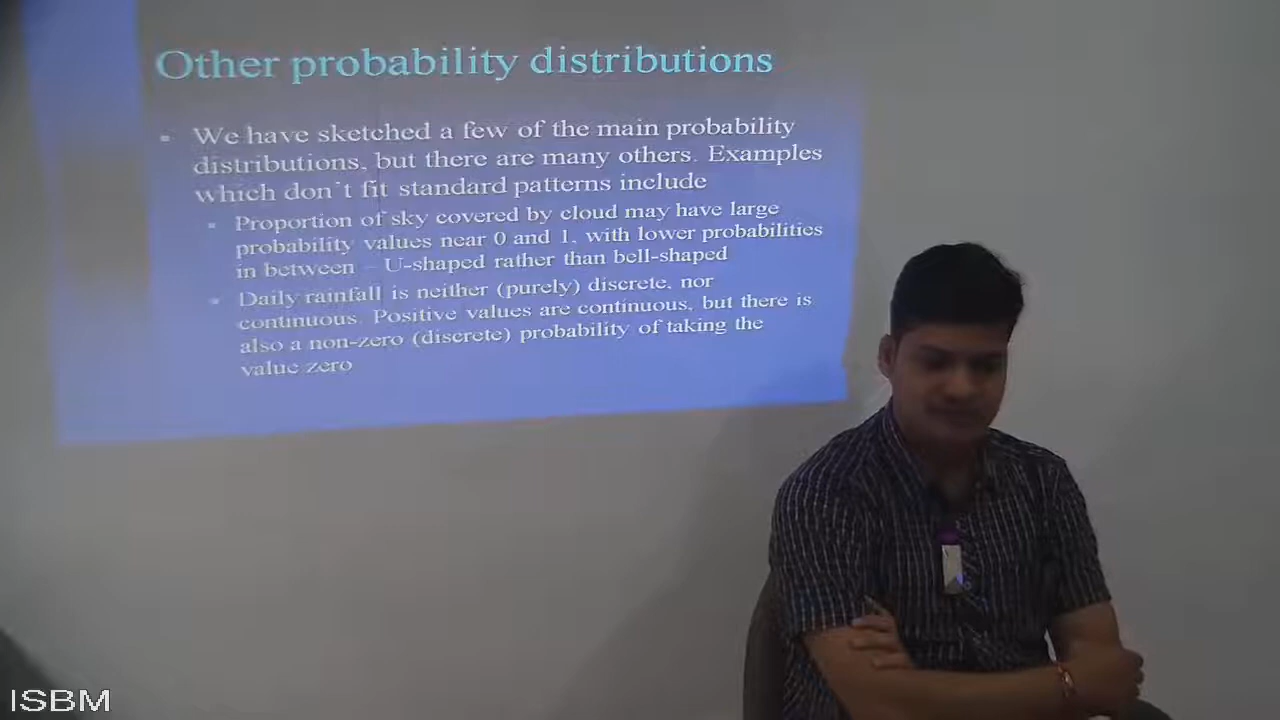 Other probability distributions
▪ We have sketched a few of the main probability
distributions, but there are many others. Examples
which don't fit standard patterns include
▪ Proportion of sky covered by cloud may have large
probability values near 0 and 1, with lower probabilities
in between – U-shaped rather than bell-shaped
▪ Daily rainfall is neither (purely) discrete, nor
continuous. Positive values are continuous, but there is
also a non-zero (discrete) probability of taking the
value zero
ISBM